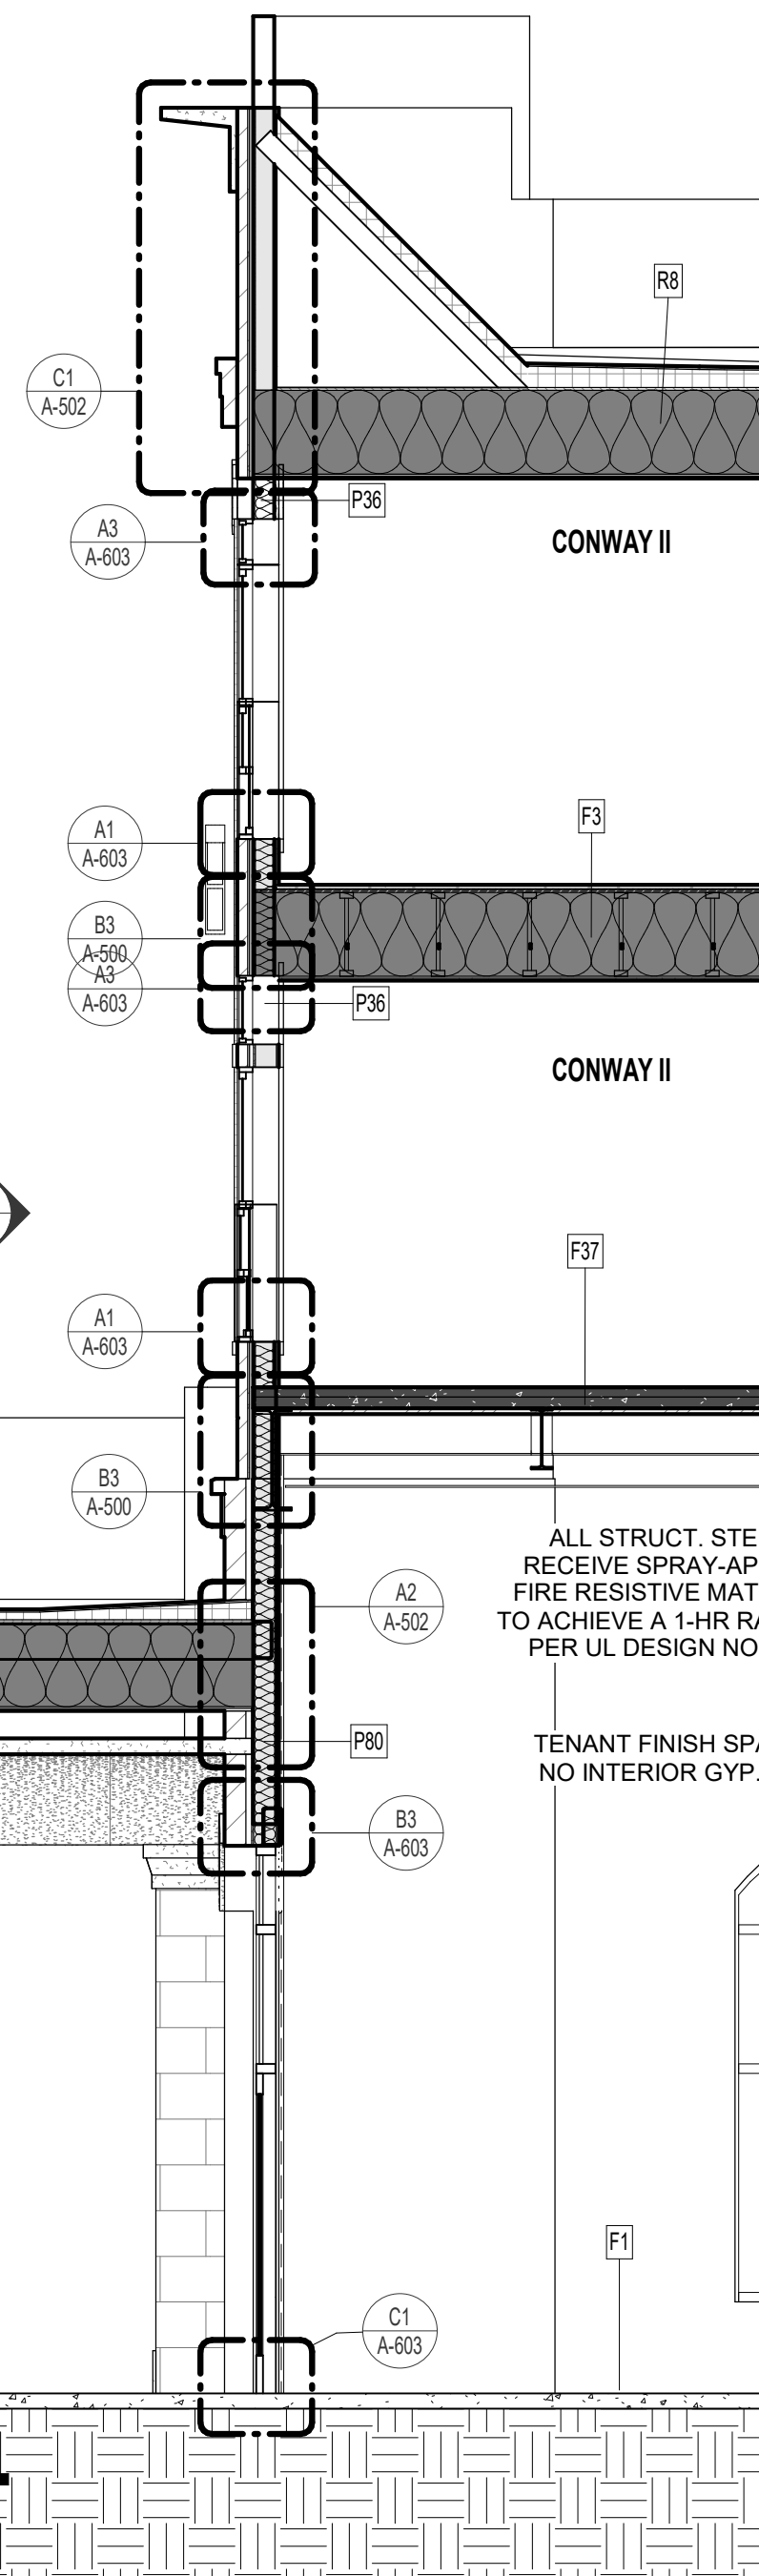 R8
C1
A-502
P36
A3
A-603
CONWAY II
F3
A1
A-603
B3
A-500
A3
A-603
P36
CONWAY II
F37
A1
A-603
B3
A-500
ALL STRUCT. STE
RECEIVE SPRAY-AP
FIRE RESISTIVE MAT
TO ACHIEVE A 1-HR RA
PER UL DESIGN NO
A2
A-502
P80
TENANT FINISH SPA
NO INTERIOR GYP.
B3
A-603
F1
C1
A-603